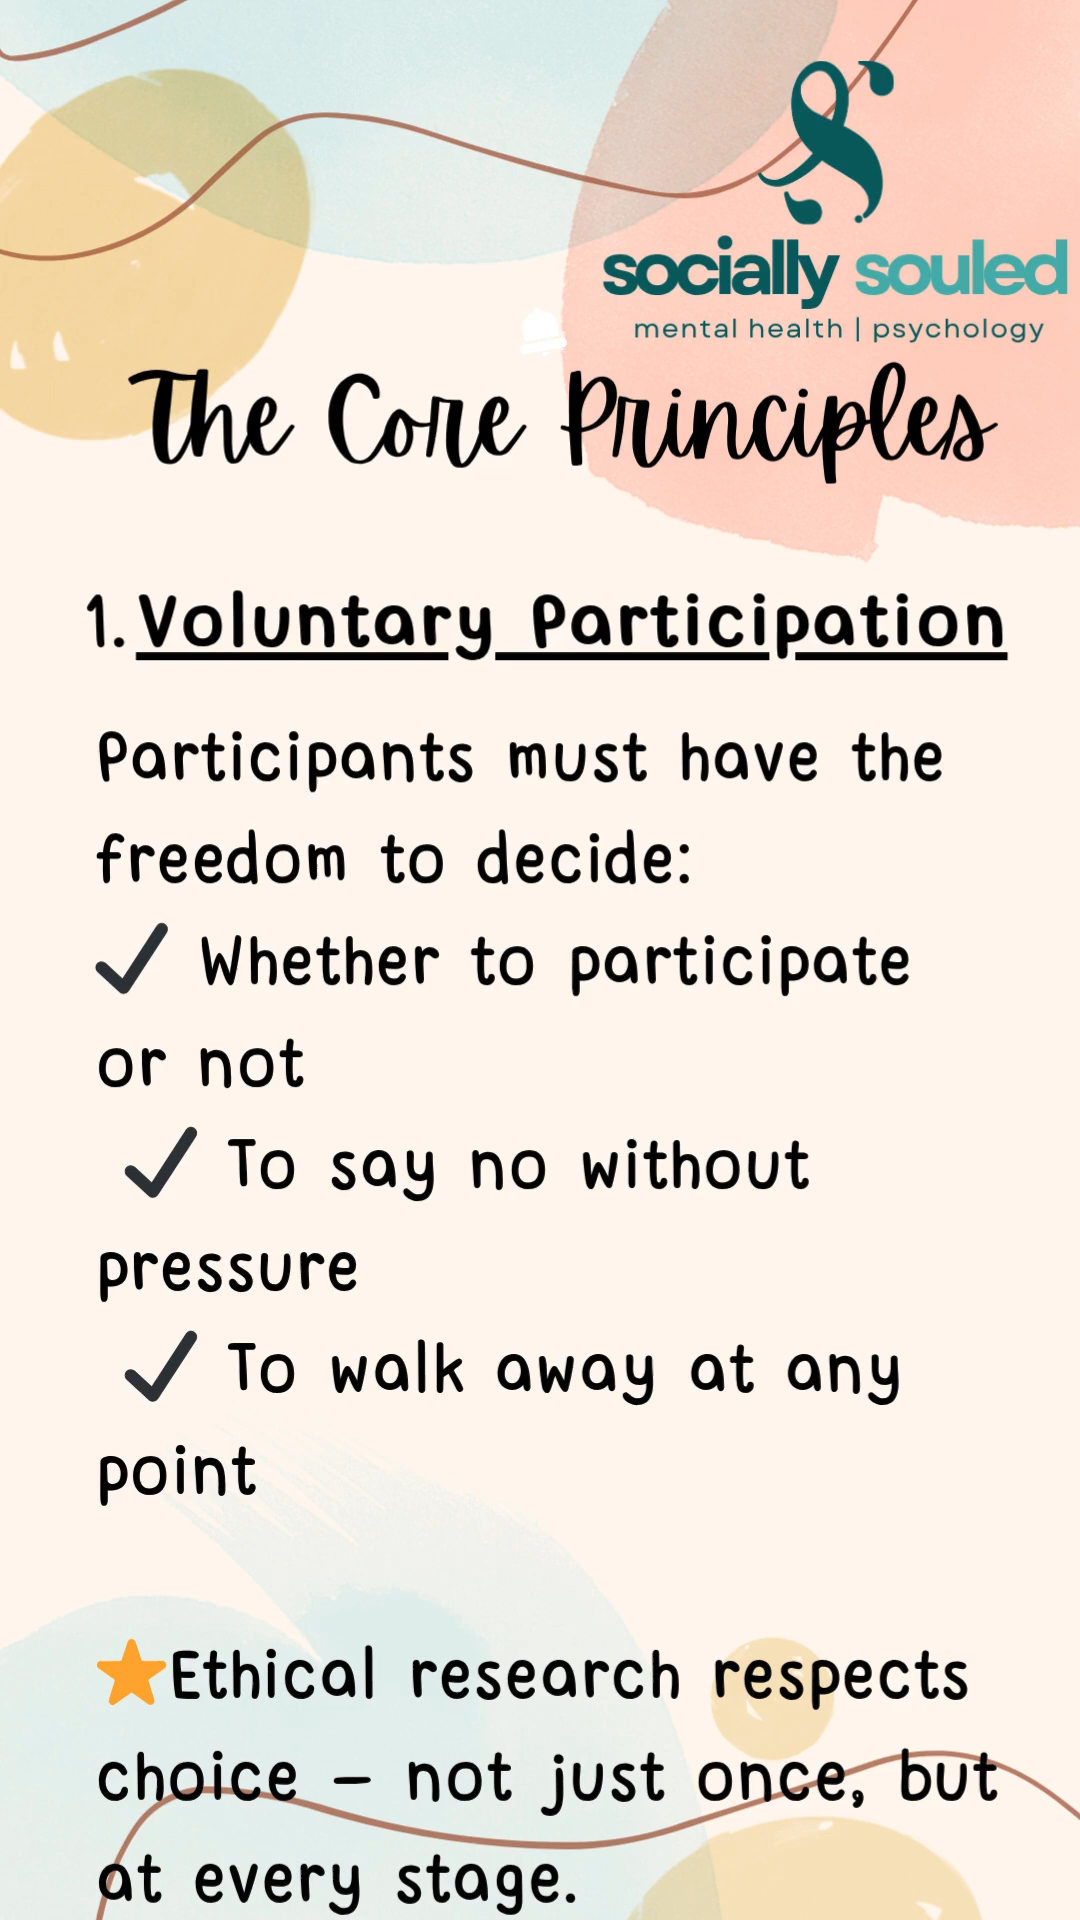 socially souled
mental health | psychology
The Core Principles
1. Voluntary Participation
Participants must have the
freedom to decide:
✔ Whether to participate
or not
✔ To say no without
pressure
✔ To walk away at any
point
⭐Ethical research respects
choice – not just once, but
at every stage.